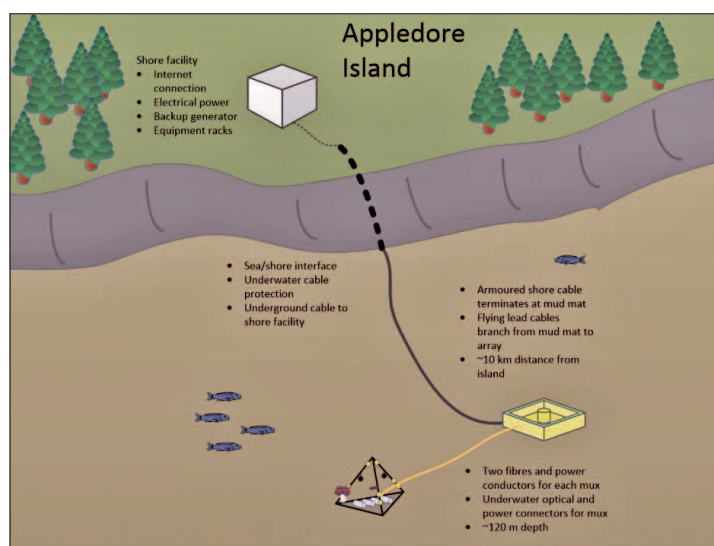 Appledore
Island
Shore facility
• Internet
connection
• Electrical power
• Backup generator
• Equipment racks
• Sea/shore interface
• Underwater cable
protection
• Underground cable to
shore facility
• Armoured shore cable
terminates at mud mat
• Flying lead cables
branch from mud mat to
array
• ~10 km distance from
island
• Two fibres and power
conductors for each mux
• Underwater optical and
power connectors for mux
• ~120 m depth